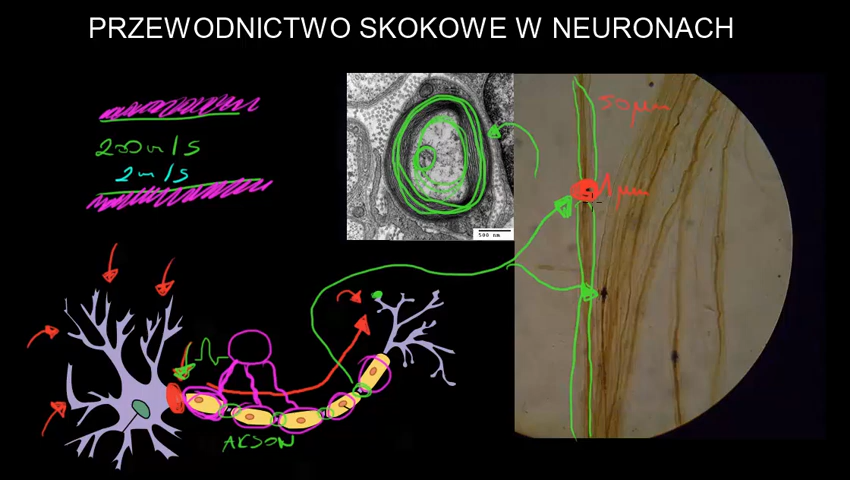 PRZEWODNICTWO SKOKOWE W NEURONACH
50 μm
200 m/s
2 m/s
1 μm
500 nm
AKSON